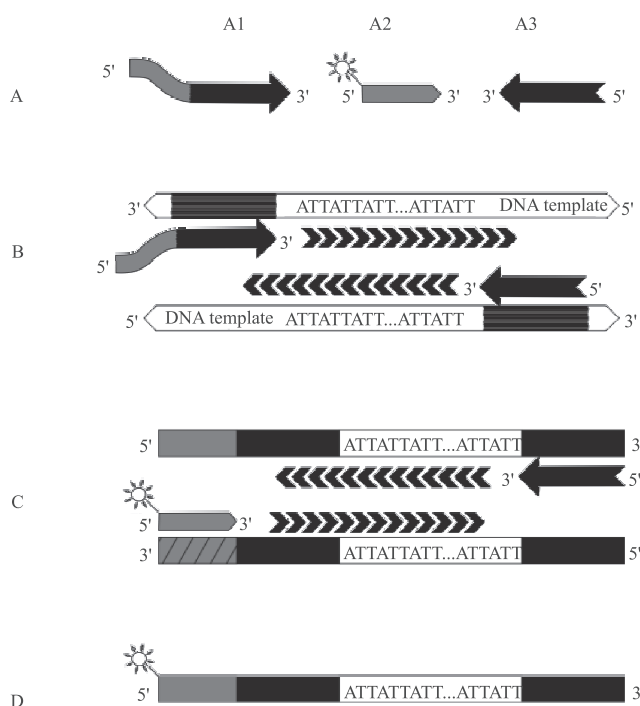 A1 A2 A3
5'
A 5' 3' 3' 5'
3'
3' ATTATTATT...ATTATT DNA template 5'
B 3'
5'
3' 5'
5' DNA template ATTATTATT...ATTATT 3'
5' ATTATTATT...ATTATT 3
3' 5'
C
5' 3'
3' ATTATTATT...ATTATT 5'
5' ATTATTATT...ATTATT 3
D